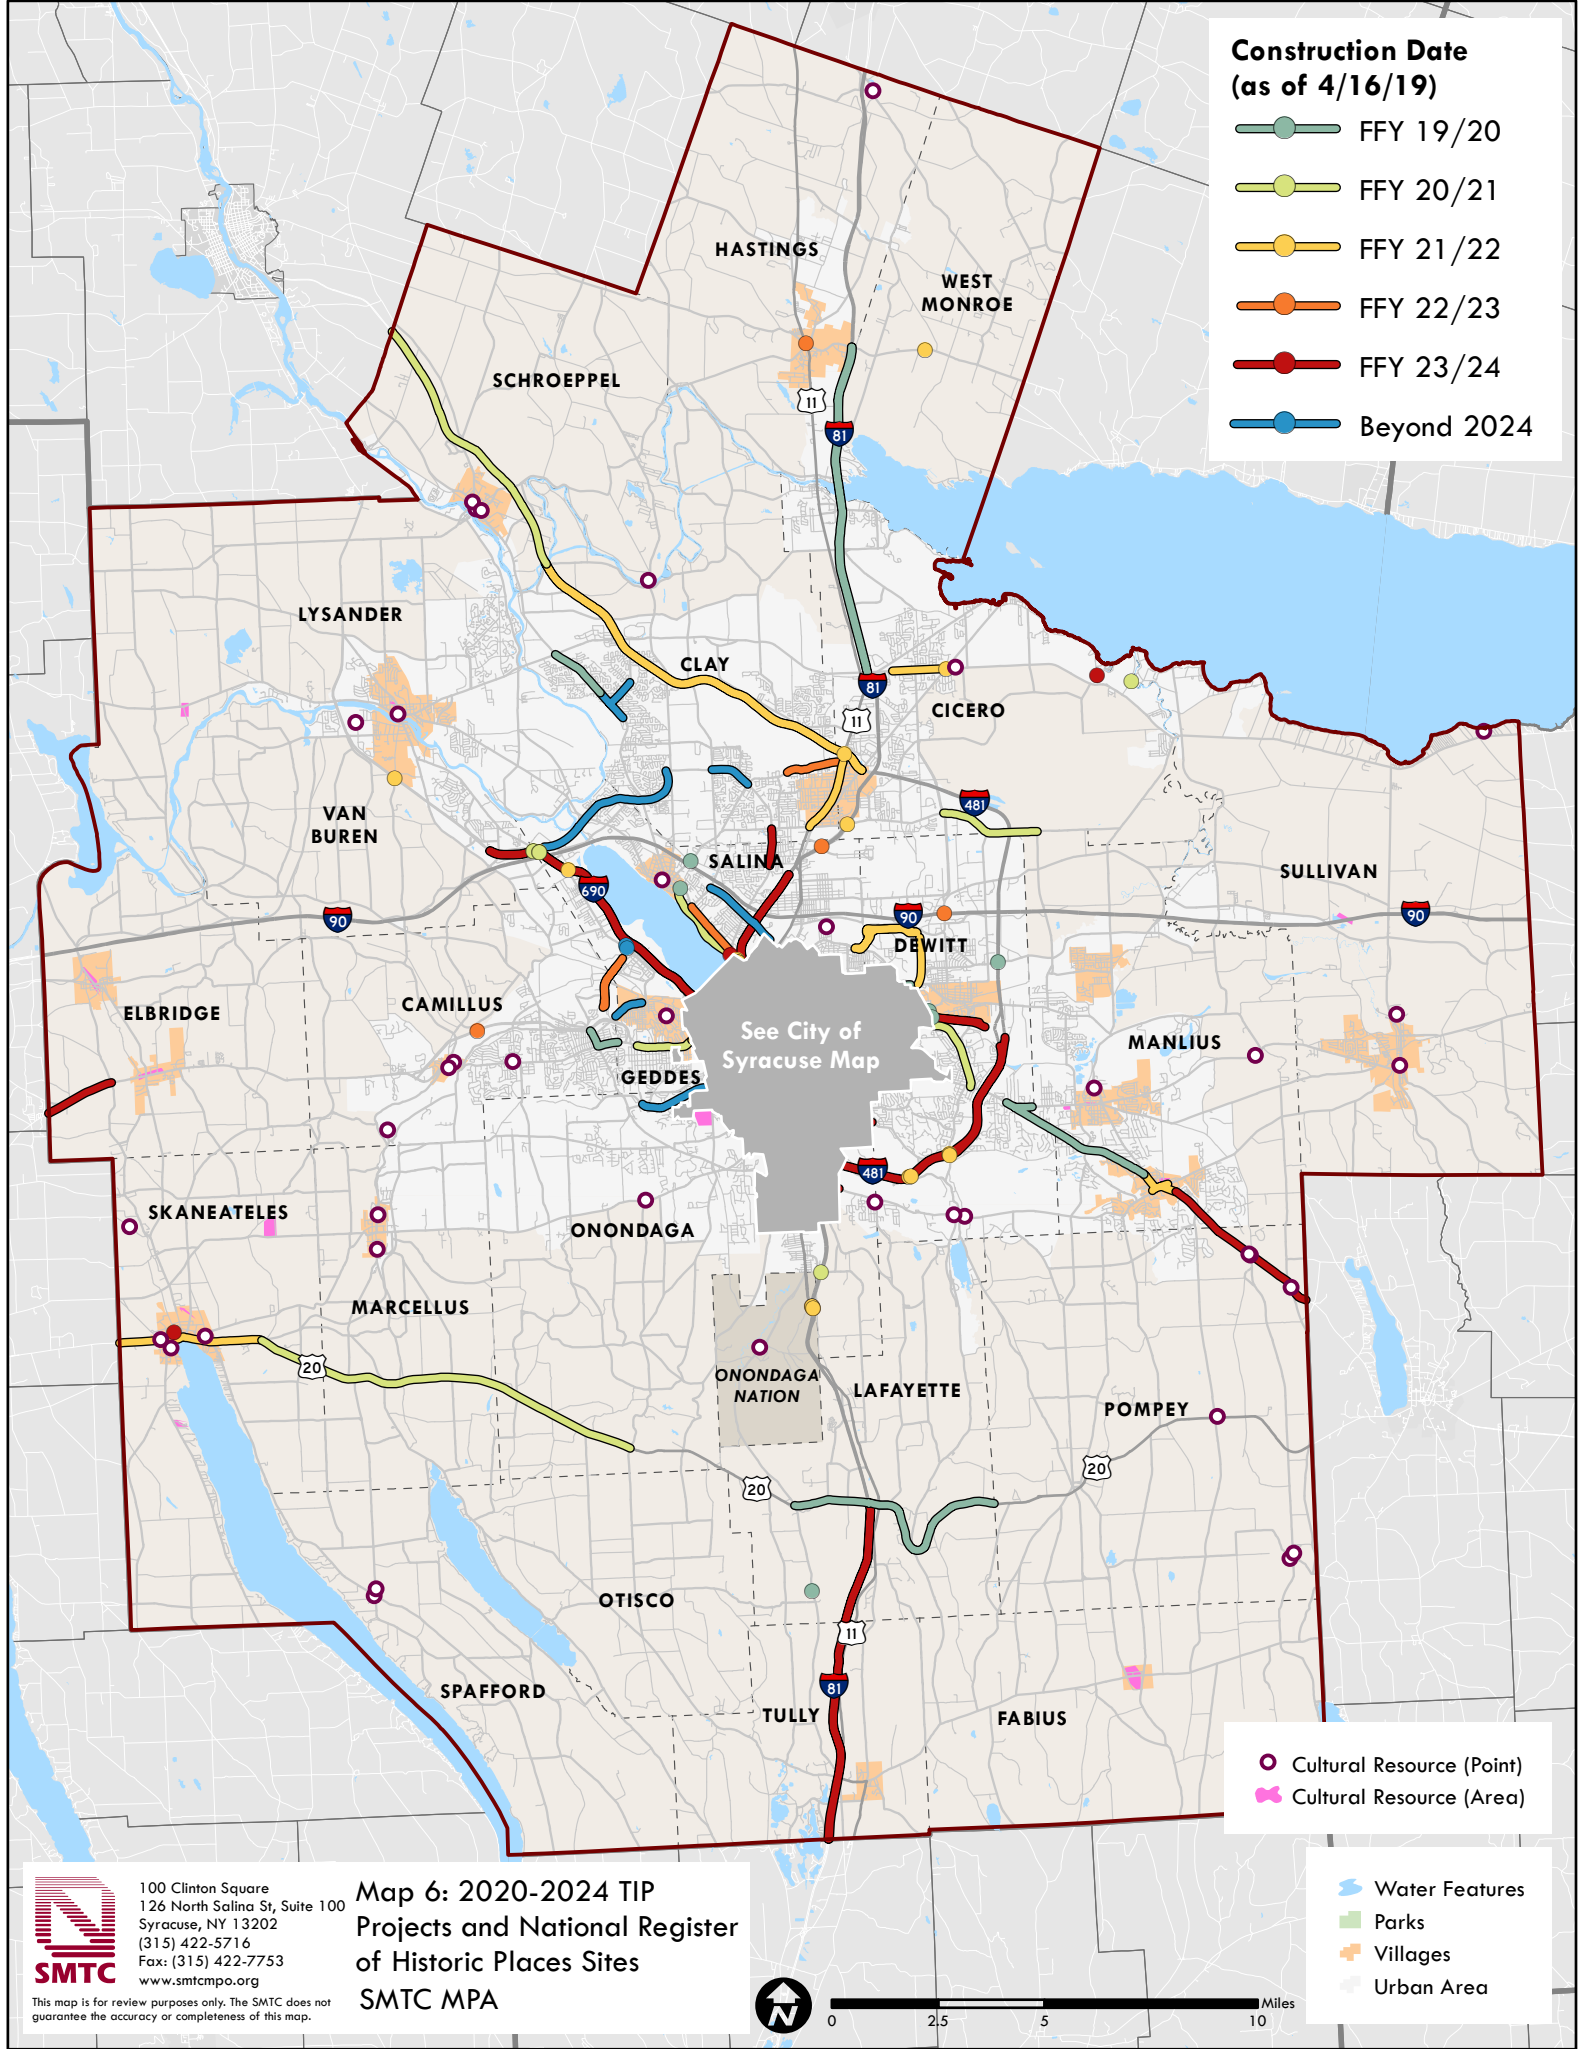 Construction Date
(as of 4/16/19)
FFY 19/20
FFY 20/21
FFY 21/22
FFY 22/23
FFY 23/24
Beyond 2024
HASTINGS
WEST
MONROE
SCHROEPPEL
11
81
LYSANDER
CLAY
81
11
CICERO
VAN
BUREN
481
SALINA
SULLIVAN
690
90
90
90
DEWITT
ELBRIDGE
CAMILLUS
See City of
Syracuse Map
MANLIUS
GEDDES
481
SKANEATELES
ONONDAGA
MARCELLUS
20
ONONDAGA
NATION
LAFAYETTE
POMPEY
20
20
OTISCO
11
SPAFFORD
81
TULLY
FABIUS
Cultural Resource (Point)
Cultural Resource (Area)
Water Features
Parks
Villages
Urban Area
SMTC
100 Clinton Square
126 North Salina St, Suite 100
Syracuse, NY 13202
(315) 422-5716
Fax: (315) 422-7753
www.smtcmpo.org
This map is for review purposes only. The SMTC does not
guarantee the accuracy or completeness of this map.
Map 6: 2020-2024 TIP
Projects and National Register
of Historic Places Sites
SMTC MPA
N
Miles
0 2.5 5 10